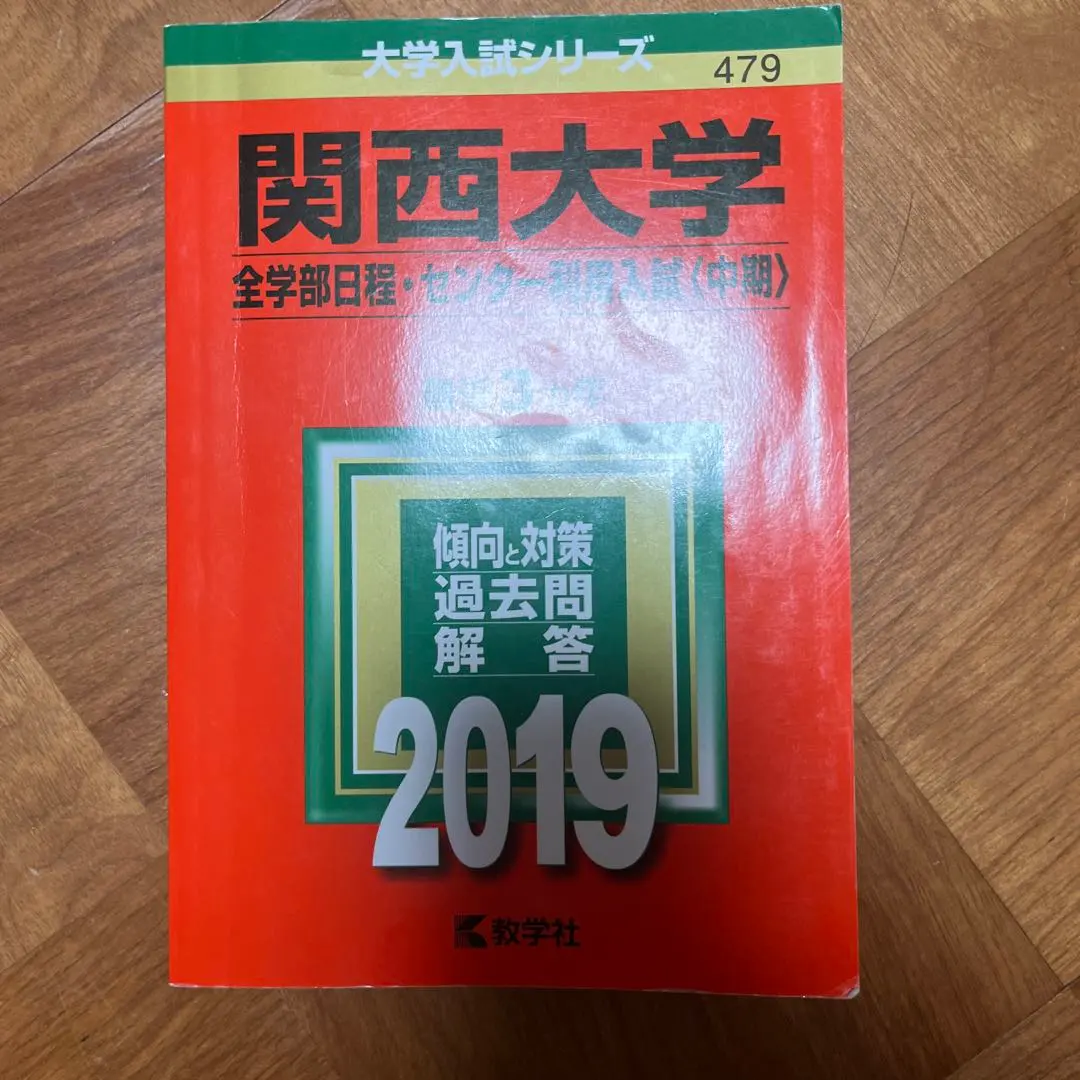 大学入試シリーズ
479
関西大学
全学部日程・センター利用入試〈中期〉
3
傾向と対策
過去問
解答
2019
教学社